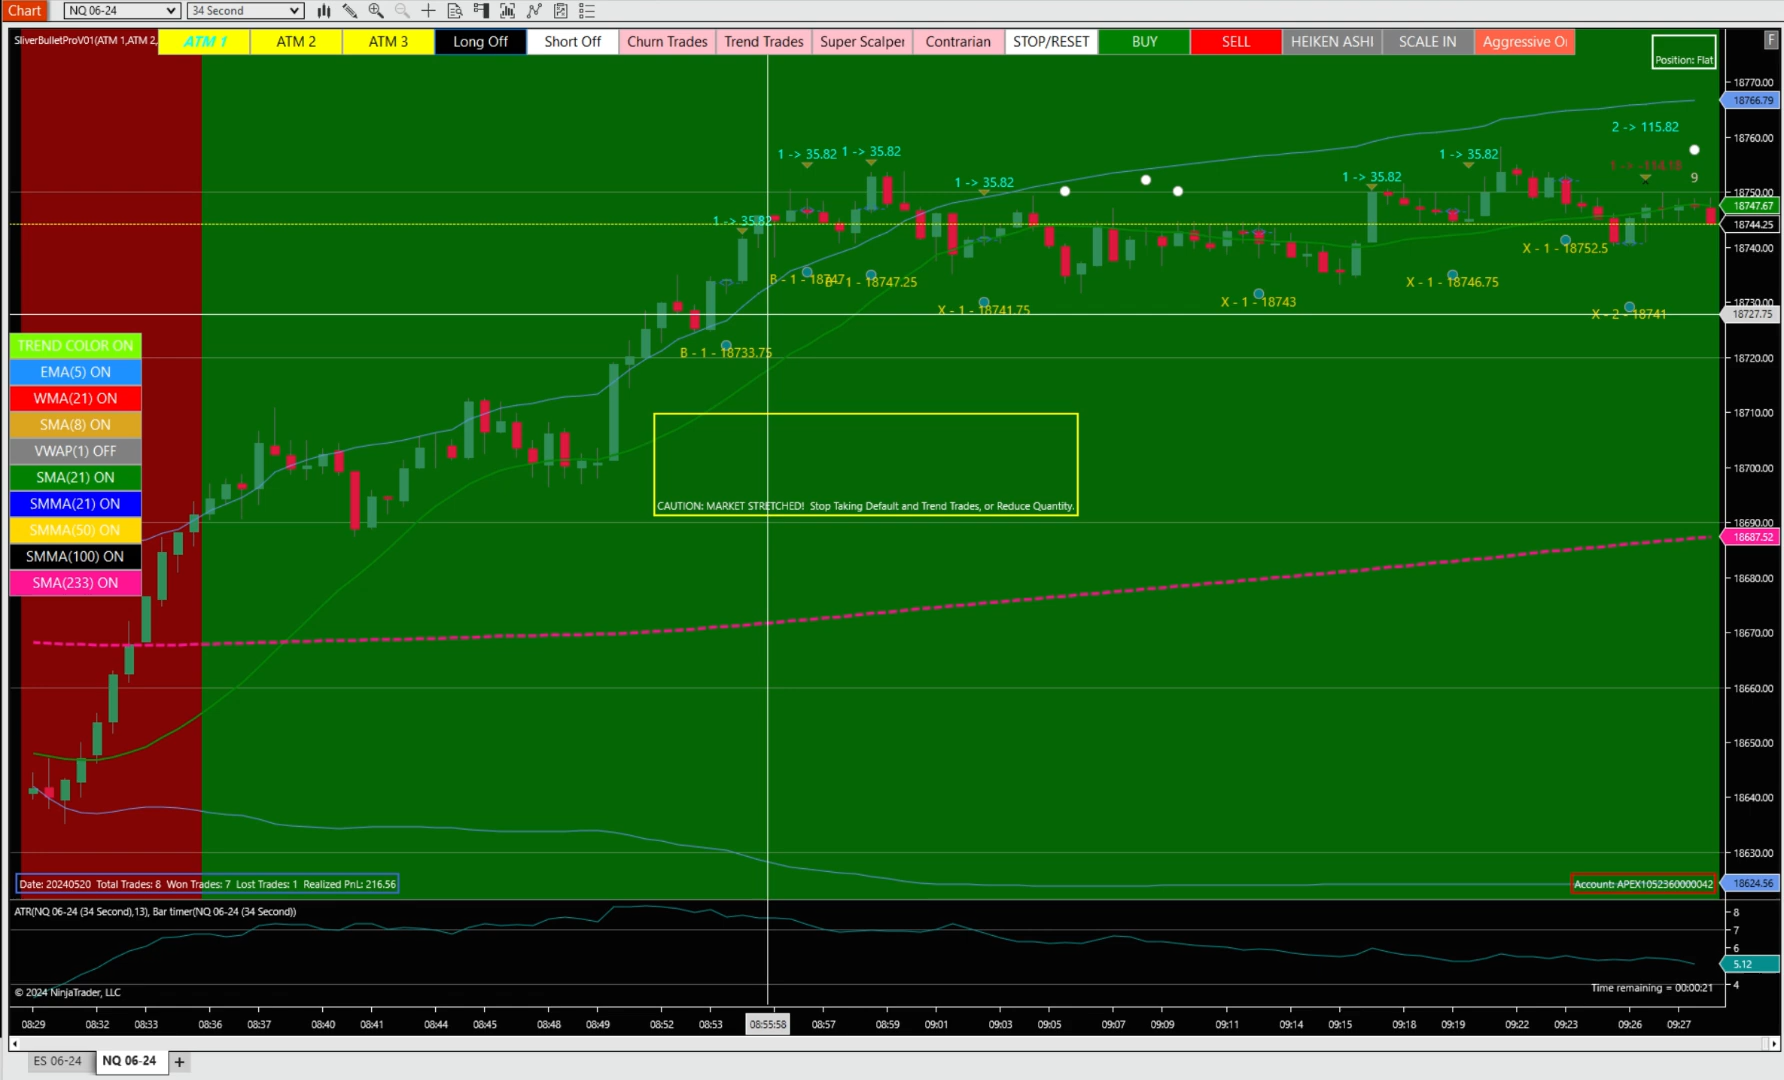 Chart NQ 06-24 34 Second
SliverBulletProV01(ATM 1,ATM 2, ATM 1 ATM 2 ATM 3 Long Off Short Off Churn Trades Trend Trades Super Scalper Contrarian STOP/RESET BUY SELL HEIKEN ASHI SCALE IN Aggressive O F
Position: Flat
18770.00
18766.79
2 -> 115.82
18760.00
1 -> 35.82 1 -> 35.82 1 -> 35.82
1 -> 35.82 1 -> 35.82 9
18750.00
18747.67
1 -> 35.82 18744.25
X - 1 - 18752.5 18740.00
B - 1 - 18747 B - 1 - 18747.25 X - 1 - 18746.75
X - 1 - 18741.75 X - 1 - 18743 18730.00
X - 2 - 18741 18727.75
TREND COLOR ON
B - 1 - 18733.75 18720.00
EMA(5) ON
WMA(21) ON
18710.00
SMA(8) ON
VWAP(1) OFF
18700.00
SMA(21) ON
SMMA(21) ON
CAUTION: MARKET STRETCHED! Stop Taking Default and Trend Trades, or Reduce Quantity.
18690.00
SMMA(50) ON
18687.52
SMMA(100) ON
SMA(233) ON
18680.00
18670.00
18660.00
18650.00
18640.00
18630.00
Date: 20240520 Total Trades: 8 Won Trades: 7 Lost Trades: 1 Realized PnL: 216.56 Account: APEX1052360000042 18624.56
ATR(NQ 06-24 (34 Second),13), Bar timer(NQ 06-24 (34 Second)) 8
7
6
5.12
4
© 2024 NinjaTrader, LLC Time remaining = 00:00:21
08:29 08:32 08:33 08:36 08:37 08:40 08:41 08:44 08:45 08:48 08:49 08:52 08:53 08:55:58 08:57 08:59 09:01 09:03 09:05 09:07 09:09 09:11 09:14 09:15 09:18 09:19 09:22 09:23 09:26 09:27
ES 06-24 NQ 06-24 +